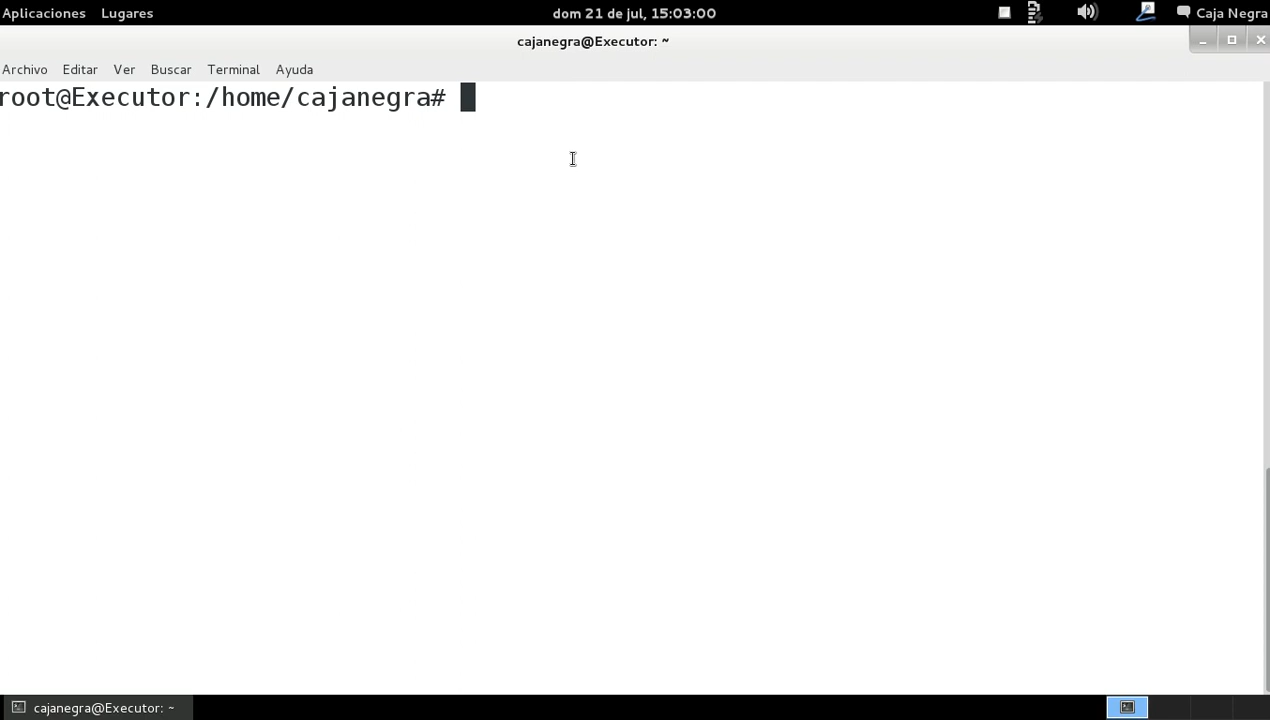 Aplicaciones Lugares dom 21 de jul, 15:03:00 Caja Negra
cajanegra@Executor: ~
Archivo Editar Ver Buscar Terminal Ayuda
root@Executor:/home/cajanegra#
cajanegra@Executor: ~